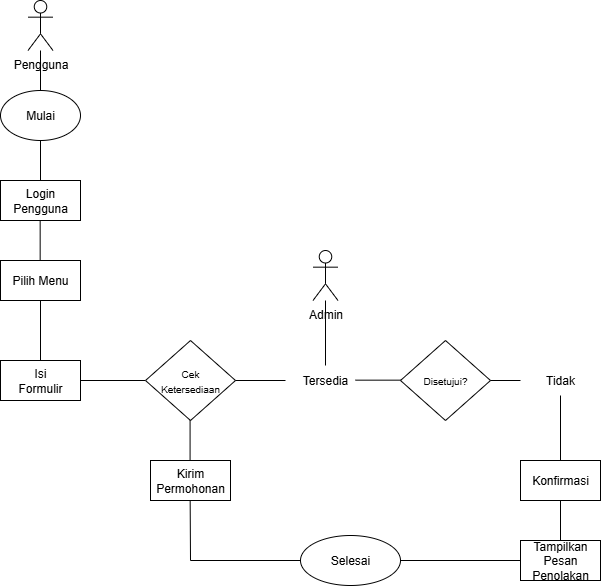 Pengguna
Mulai
Login
Pengguna
Pilih Menu
Admin
Isi
Formulir
Cek
Ketersediaan
Tersedia
Disetujui?
Tidak
Kirim
Permohonan
Konfirmasi
Selesai
Tampilkan
Pesan
Penolakan